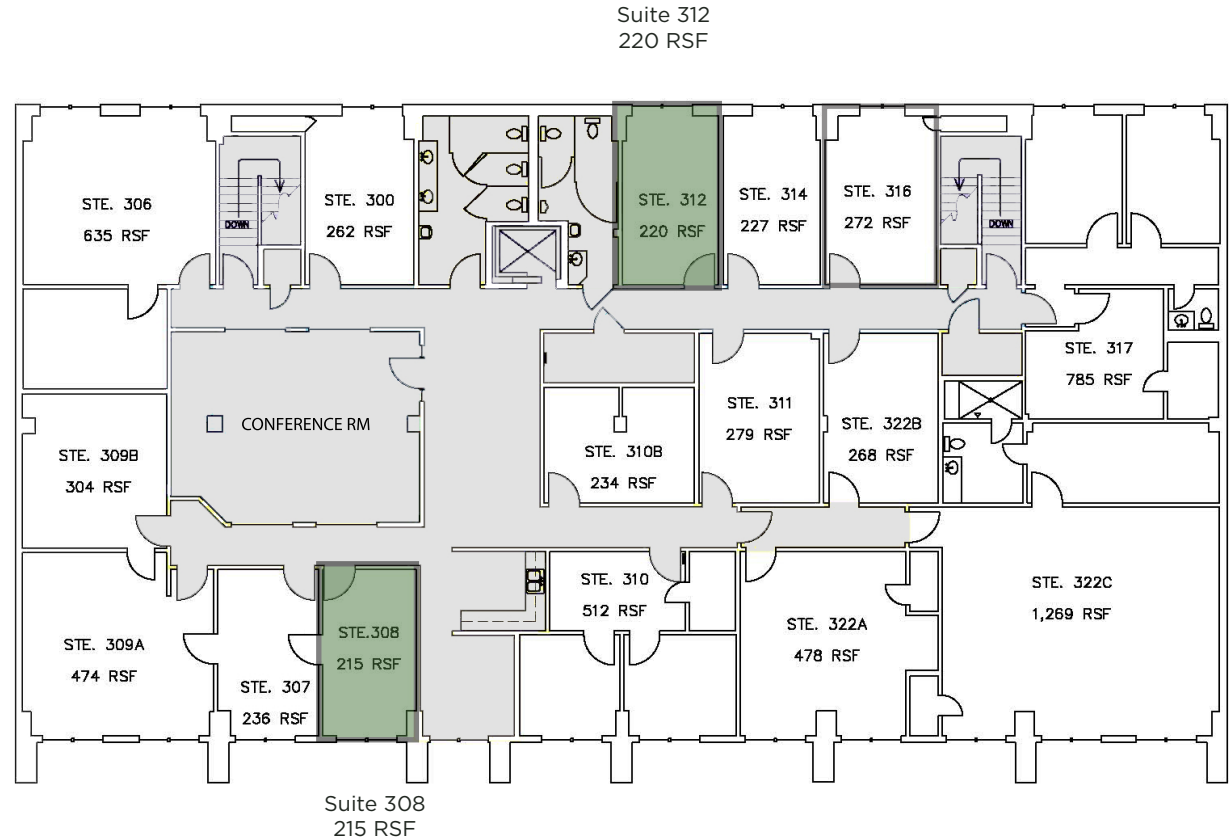 Suite 312
220 RSF
STE. 306
635 RSF
DOWN
STE. 300
262 RSF
STE. 312
220 RSF
STE. 314
227 RSF
STE. 316
272 RSF
DOWN
STE. 317
785 RSF
CONFERENCE RM
STE. 309B
304 RSF
STE. 310B
234 RSF
STE. 311
279 RSF
STE. 322B
268 RSF
STE. 309A
474 RSF
STE. 307
236 RSF
STE.308
215 RSF
STE. 310
512 RSF
STE. 322A
478 RSF
STE. 322C
1,269 RSF
Suite 308
215 RSF